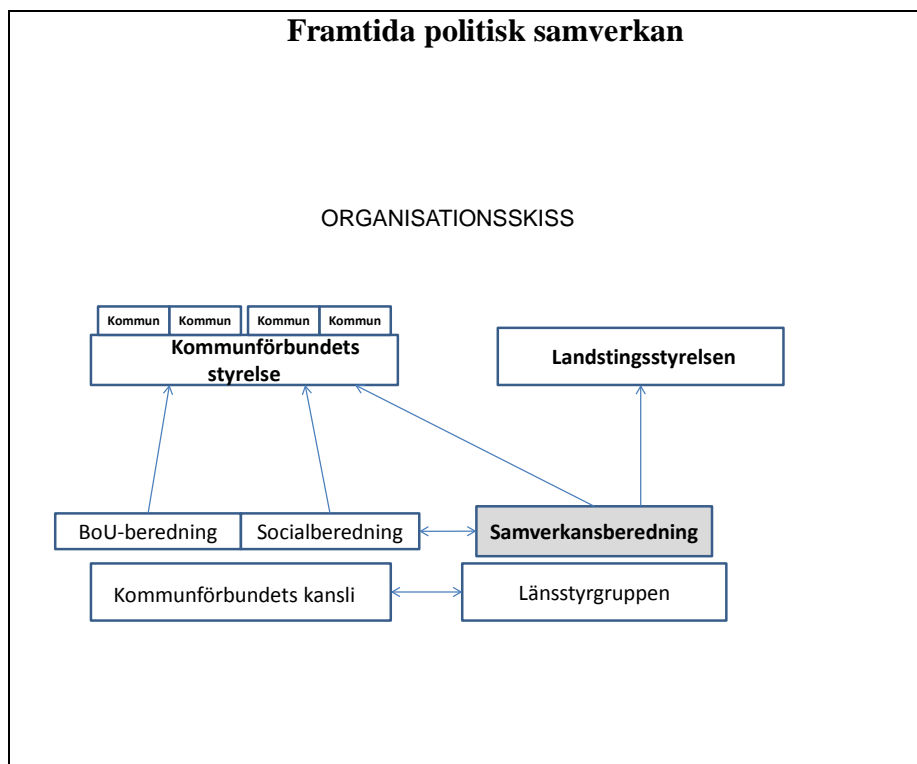 Framtida politisk samverkan
ORGANISATIONSSKISS
Kommun Kommun Kommun Kommun
Kommunförbundets
styrelse
Landstingsstyrelsen
BoU-beredning Socialberedning Samverkansberedning
Kommunförbundets kansli Länsstyrgruppen